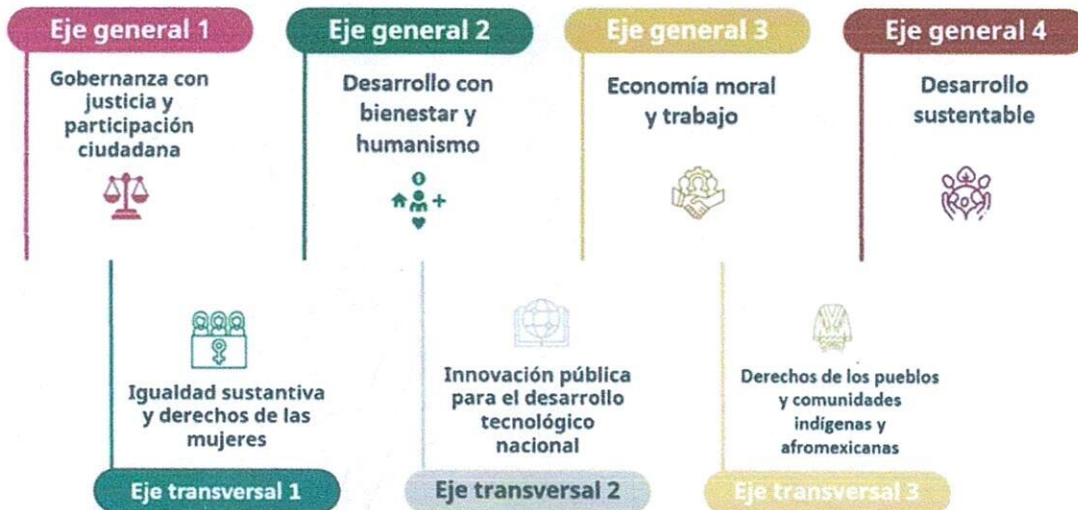 Eje general 1
Gobernanza con
justicia y
participación
ciudadana
Eje general 2
Desarrollo con
bienestar y
humanismo
Eje general 3
Economía moral
y trabajo
Eje general 4
Desarrollo
sustentable
Igualdad sustantiva
y derechos de las
mujeres
Eje transversal 1
Innovación pública
para el desarrollo
tecnológico
nacional
Eje transversal 2
Derechos de los pueblos
y comunidades
indígenas y
afromexicanas
Eje transversal 3